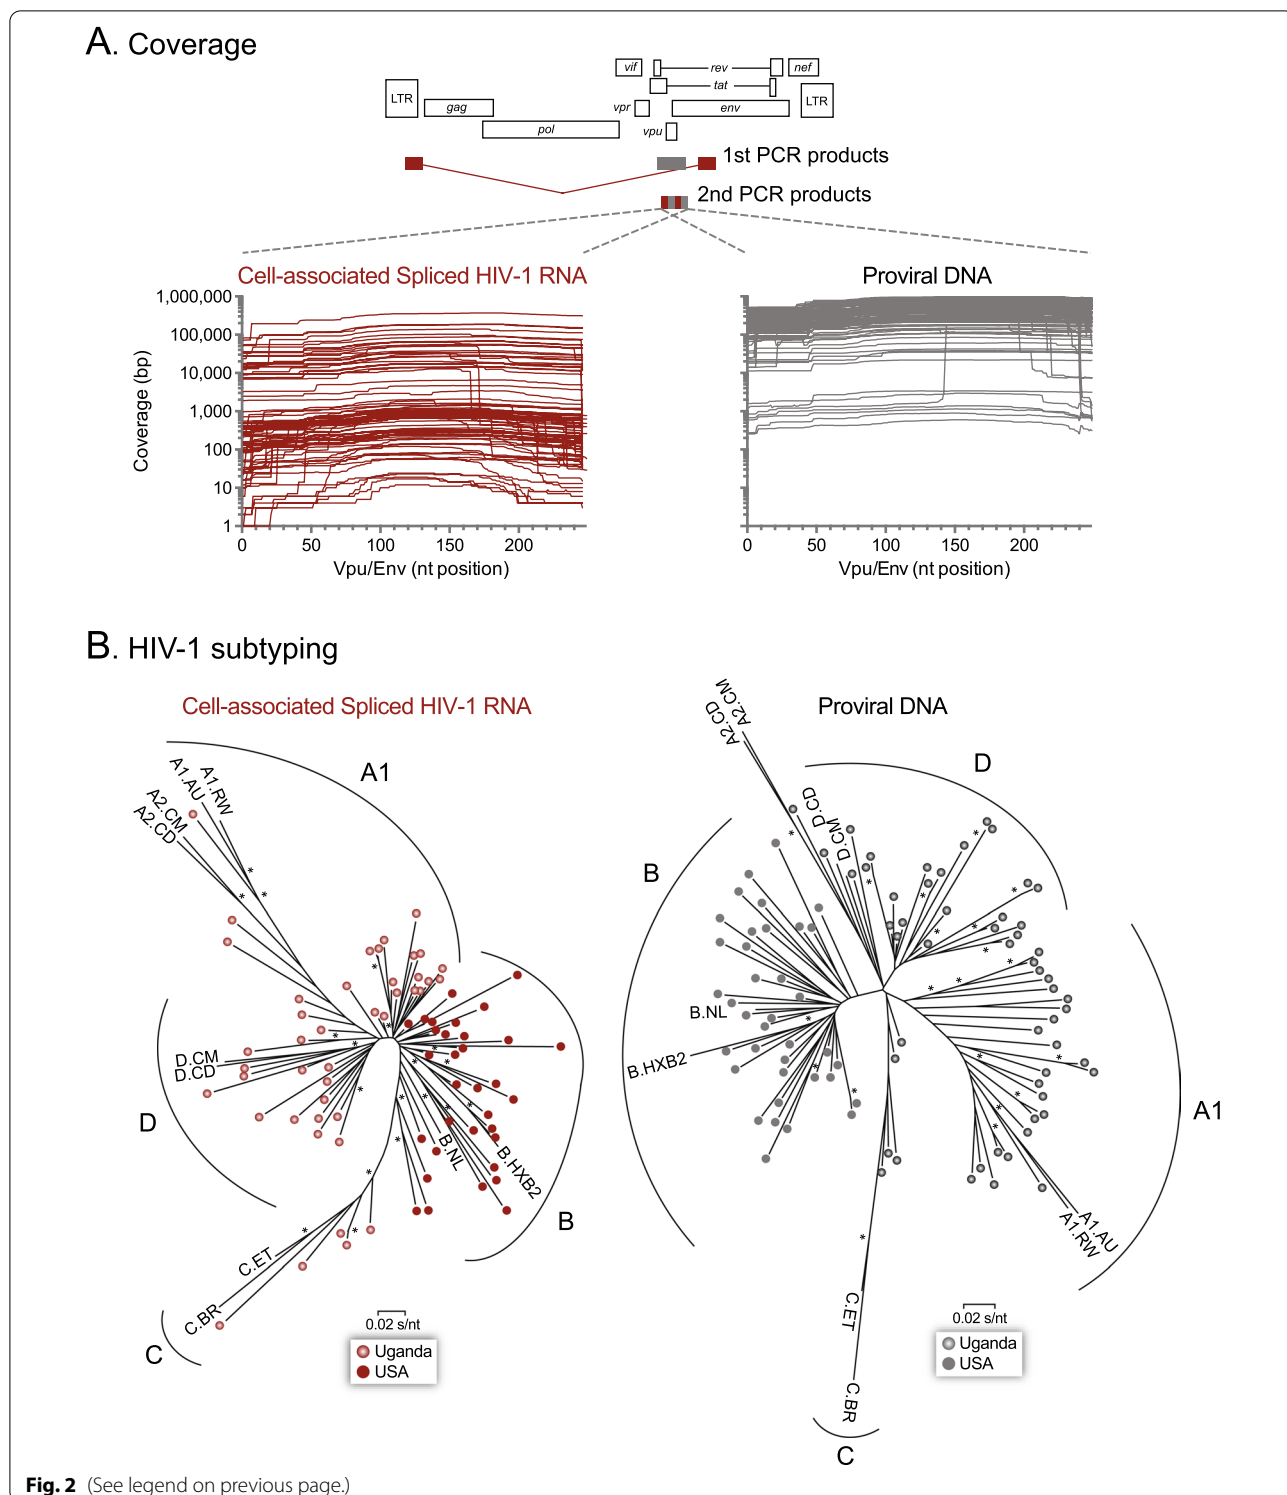 A. Coverage
vif
rev
nef
tat
LTR
gag
vpr
env
LTR
pol
vpu
1st PCR products
2nd PCR products
Cell-associated Spliced HIV-1 RNA
Proviral DNA
1,000,000
100,000
10,000
1,000
100
10
1
Coverage (bp)
0 50 100 150 200
Vpu/Env (nt position)
0 50 100 150 200
Vpu/Env (nt position)
B. HIV-1 subtyping
Cell-associated Spliced HIV-1 RNA
A1
A1.RW
A1.AU
A2.CM
A2.CD
D.CM
D.CD
D
B.NL
B.HXB2
B
C.ET
C.BR
C
0.02 s/nt
Uganda
USA
Proviral DNA
A2.CM
A2.CD
D
D.CD
D.CM
B
B.NL
B.HXB2
A1
A1.AU
A1.RW
C.ET
C.BR
C
0.02 s/nt
Uganda
USA
Fig. 2 (See legend on previous page.)